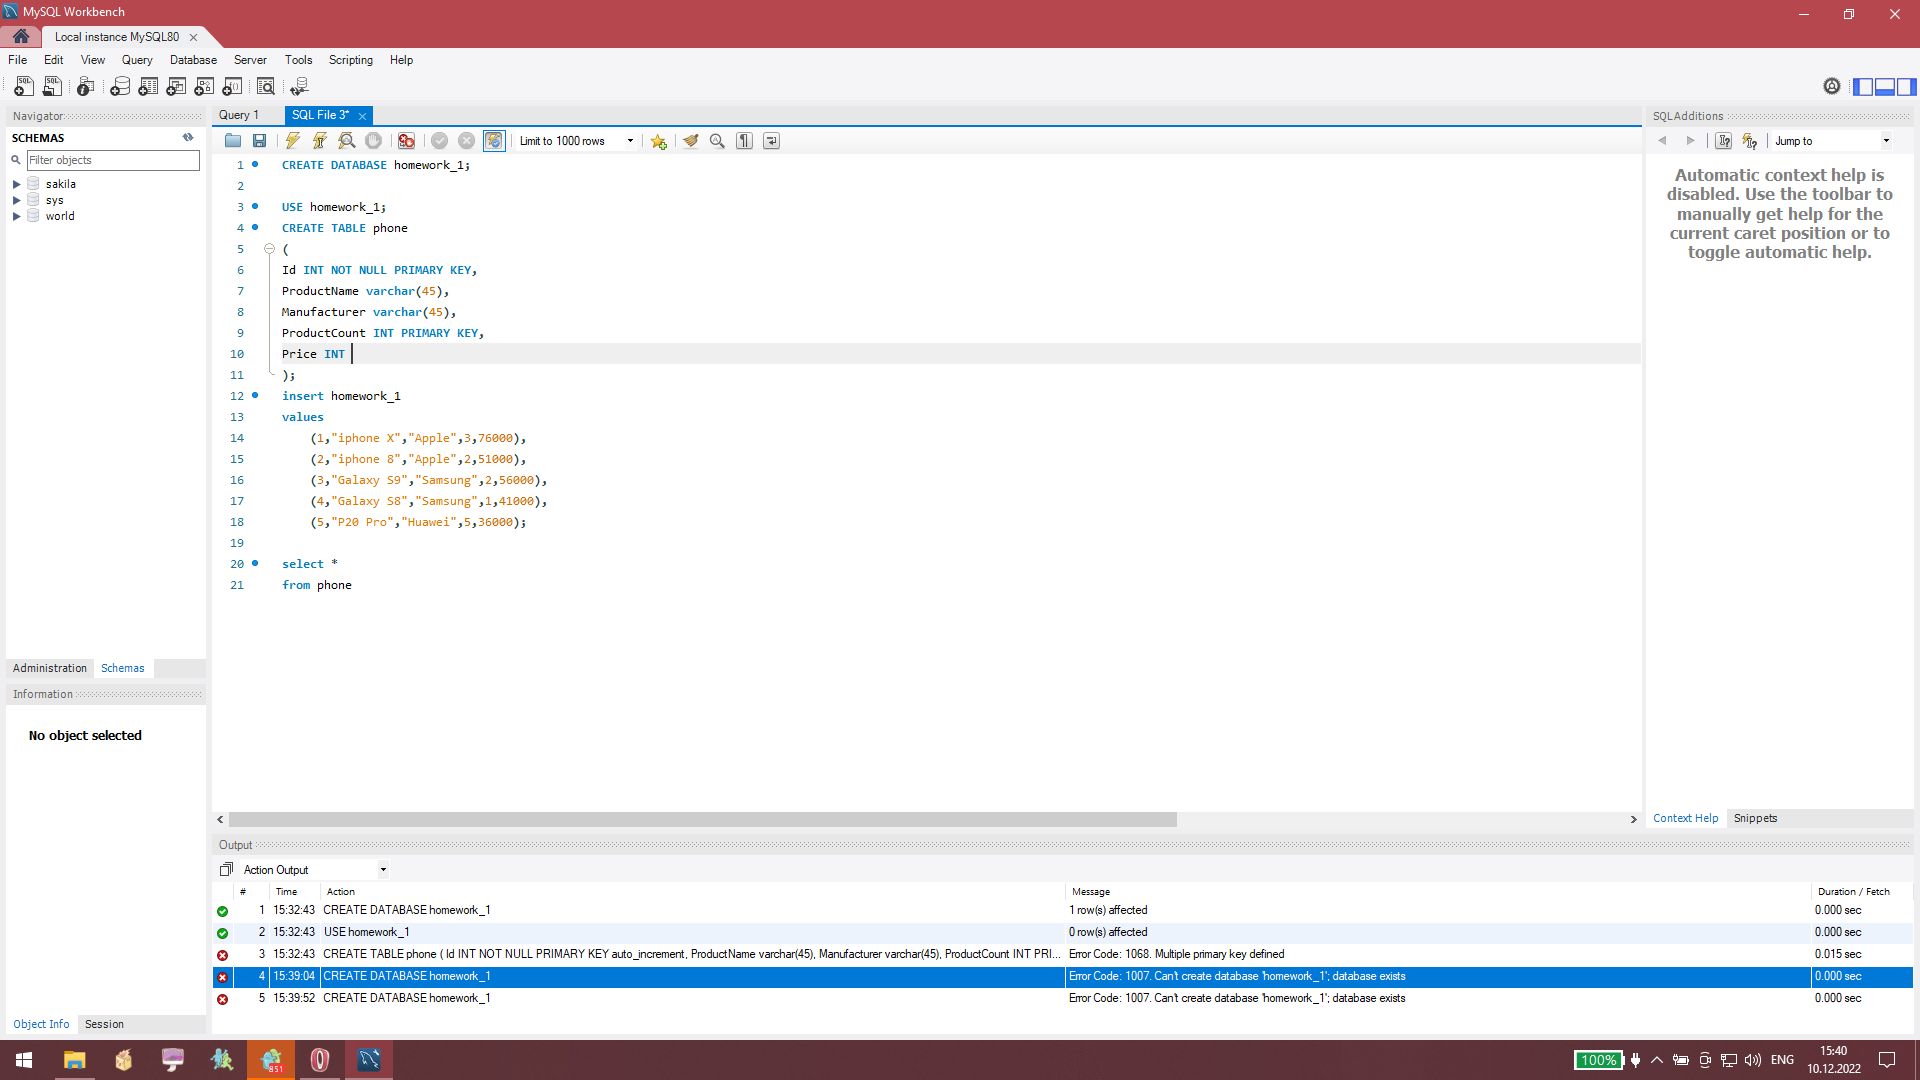 MySQL Workbench
Local instance MySQL80
File Edit View Query Database Server Tools Scripting Help
Navigator
SCHEMAS
Filter objects
sakila
sys
world
Administration Schemas
Information
No object selected
Object Info Session
Query 1 SQL File 3*
Limit to 1000 rows
1 CREATE DATABASE homework_1;
2
3 USE homework_1;
4 CREATE TABLE phone
5 (
6 Id INT NOT NULL PRIMARY KEY,
7 ProductName varchar(45),
8 Manufacturer varchar(45),
9 ProductCount INT PRIMARY KEY,
10 Price INT
11 );
12 insert homework_1
13 values
14 (1,"iphone X","Apple",3,76000),
15 (2,"iphone 8","Apple",2,51000),
16 (3,"Galaxy S9","Samsung",2,56000),
17 (4,"Galaxy S8","Samsung",1,41000),
18 (5,"P20 Pro","Huawei",5,36000);
19
20 select *
21 from phone
SQLAdditions
Jump to
Automatic context help is
disabled. Use the toolbar to
manually get help for the
current caret position or to
toggle automatic help.
Context Help Snippets
Output
Action Output
# Time Action Message Duration / Fetch
1 15:32:43 CREATE DATABASE homework_1 1 row(s) affected 0.000 sec
2 15:32:43 USE homework_1 0 row(s) affected 0.000 sec
3 15:32:43 CREATE TABLE phone ( Id INT NOT NULL PRIMARY KEY auto_increment, ProductName varchar(45), Manufacturer varchar(45), ProductCount INT PRI... Error Code: 1068. Multiple primary key defined 0.015 sec
4 15:39:04 CREATE DATABASE homework_1 Error Code: 1007. Can't create database 'homework_1'; database exists 0.000 sec
5 15:39:52 CREATE DATABASE homework_1 Error Code: 1007. Can't create database 'homework_1'; database exists 0.000 sec
851
100%
ENG
15:40
10.12.2022